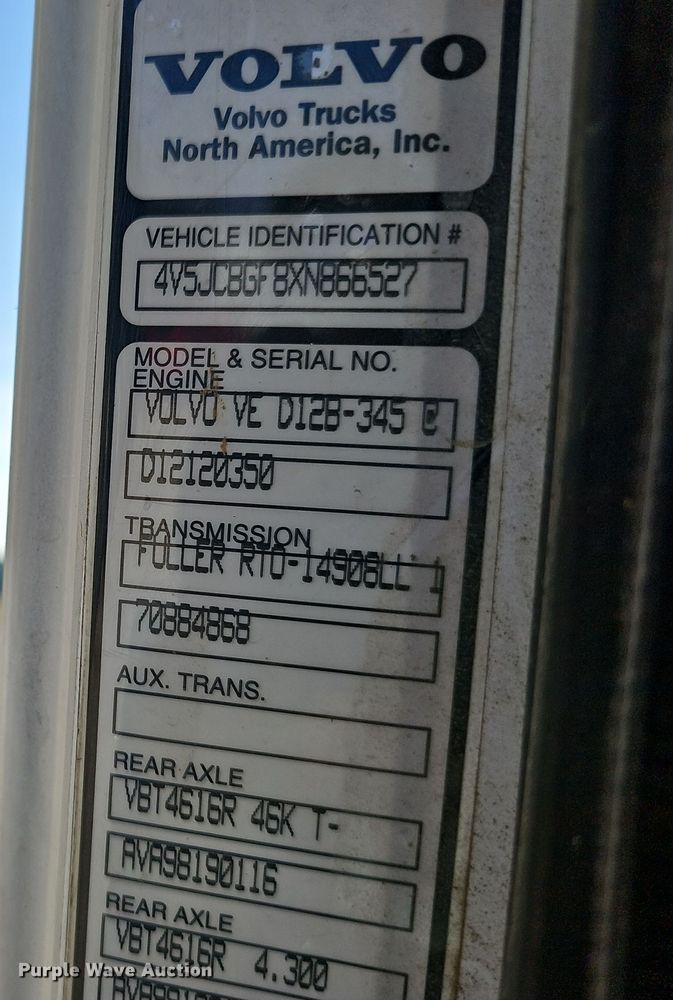 VOLVO
Volvo Trucks
North America, Inc.
VEHICLE IDENTIFICATION #
4V5JCBGF8XN866527
MODEL & SERIAL NO.
ENGINE
VOLVO VE D12B-345 @
D12120350
TRANSMISSION
FULLER RTO-14908LL 1
70884868
AUX. TRANS.
REAR AXLE
VBT4616R 46K T-
AVA98190116
REAR AXLE
VBT4616R 4.300
Purple Wave Auction